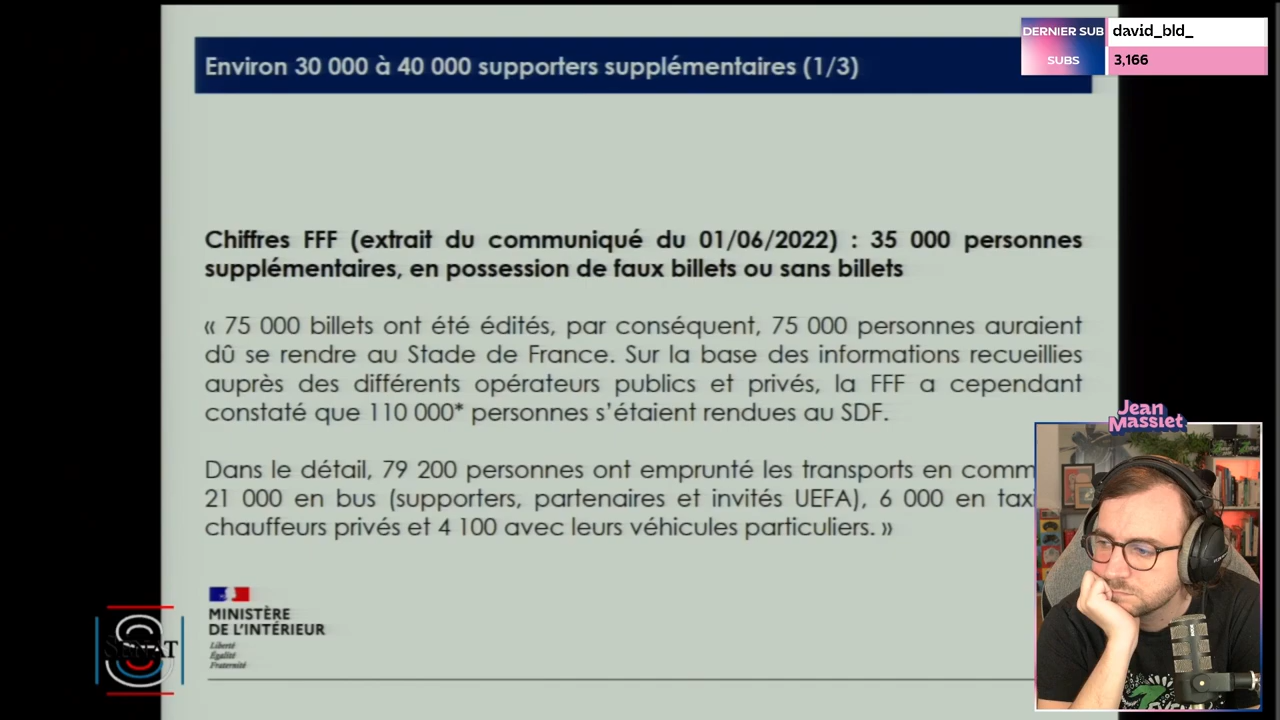 Environ 30 000 à 40 000 supporters supplémentaires (1/3)
DERNIER SUB
david_bld_
SUBS
3,166
Chiffres FFF (extrait du communiqué du 01/06/2022) : 35 000 personnes
supplémentaires, en possession de faux billets ou sans billets
« 75 000 billets ont été édités, par conséquent, 75 000 personnes auraient
dû se rendre au Stade de France. Sur la base des informations recueillies
auprès des différents opérateurs publics et privés, la FFF a cependant
constaté que 110 000* personnes s’étaient rendues au SDF.
Dans le détail, 79 200 personnes ont emprunté les transports en comm
21 000 en bus (supporters, partenaires et invités UEFA), 6 000 en tax
chauffeurs privés et 4 100 avec leurs véhicules particuliers. »
Jean
Massiet
MINISTÈRE
DE L’INTÉRIEUR
Liberté
Égalité
Fraternité
SÉNAT